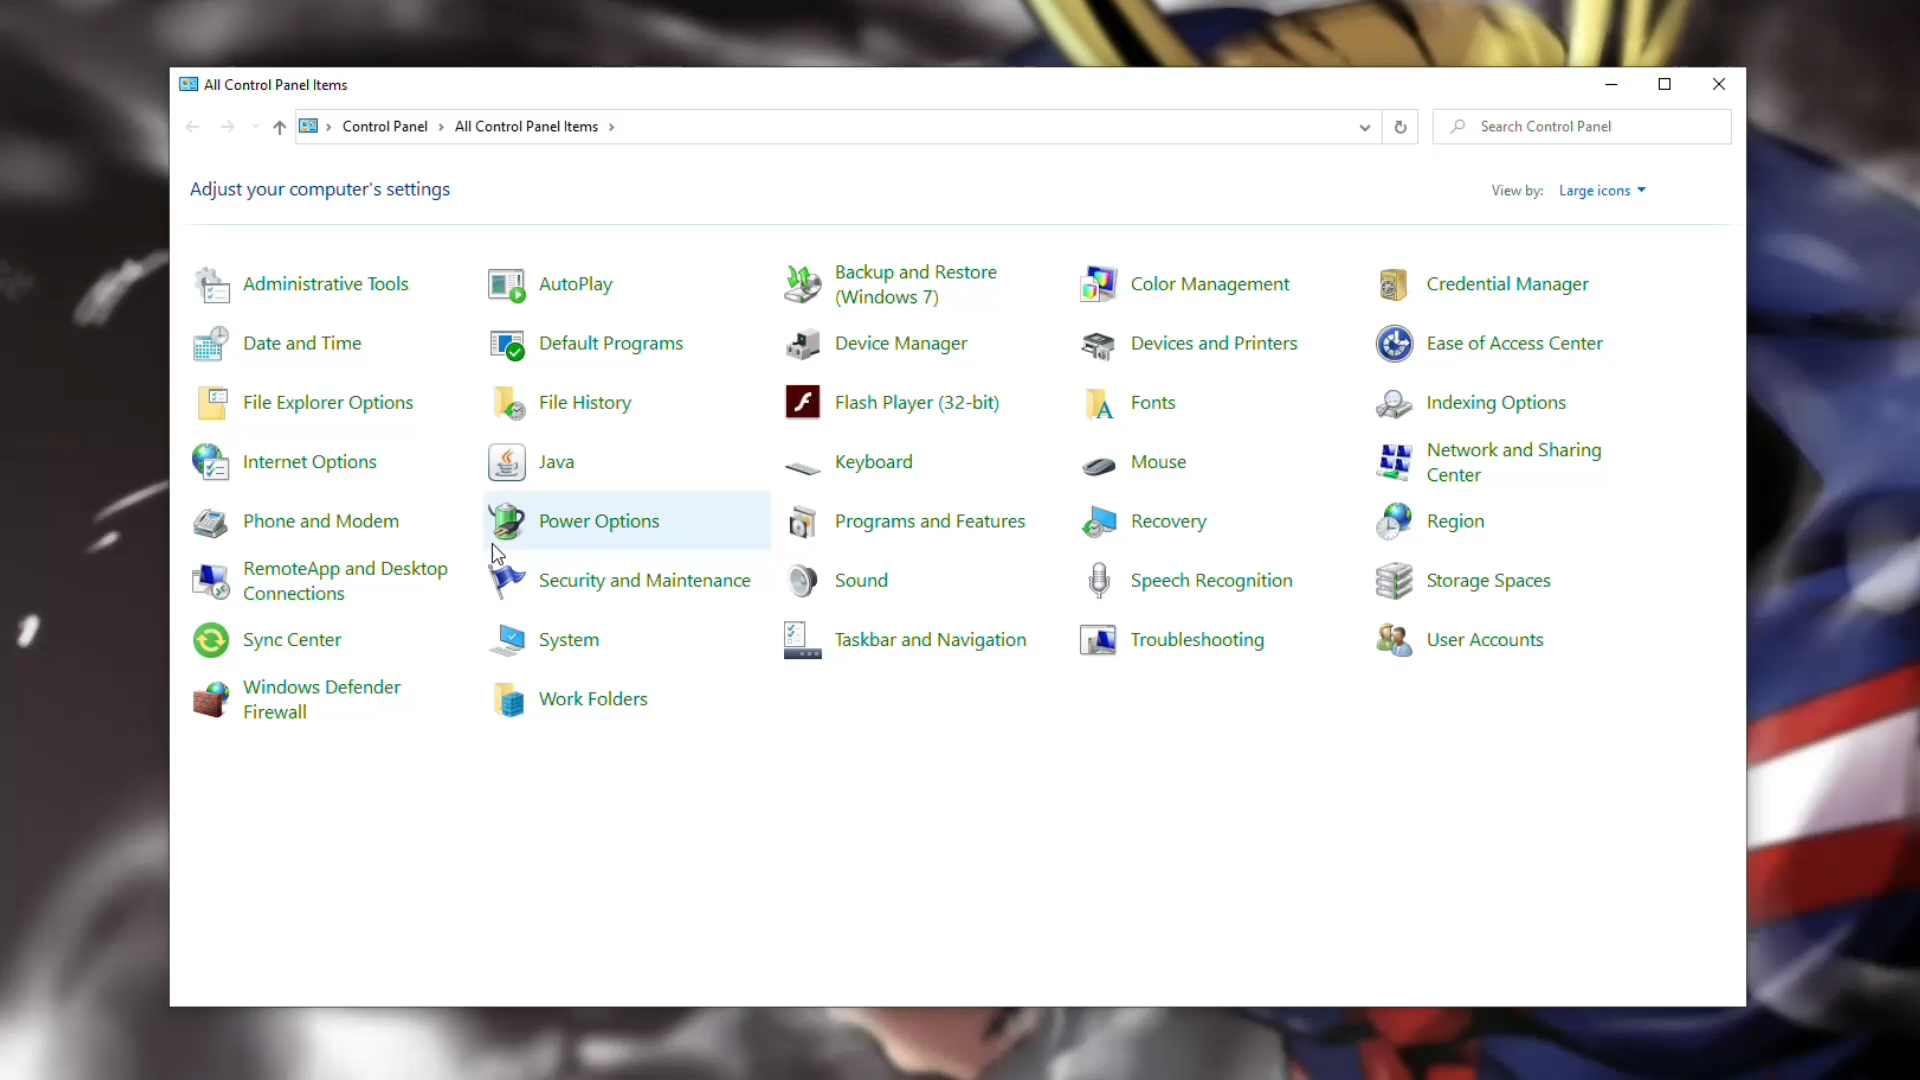 All Control Panel Items
Control Panel > All Control Panel Items >
Search Control Panel
Adjust your computer's settings
View by: Large icons
Administrative Tools
AutoPlay
Backup and Restore
(Windows 7)
Color Management
Credential Manager
Date and Time
Default Programs
Device Manager
Devices and Printers
Ease of Access Center
File Explorer Options
File History
Flash Player (32-bit)
Fonts
Indexing Options
Internet Options
Java
Keyboard
Mouse
Network and Sharing
Center
Phone and Modem
Power Options
Programs and Features
Recovery
Region
RemoteApp and Desktop
Connections
Security and Maintenance
Sound
Speech Recognition
Storage Spaces
Sync Center
System
Taskbar and Navigation
Troubleshooting
User Accounts
Windows Defender
Firewall
Work Folders